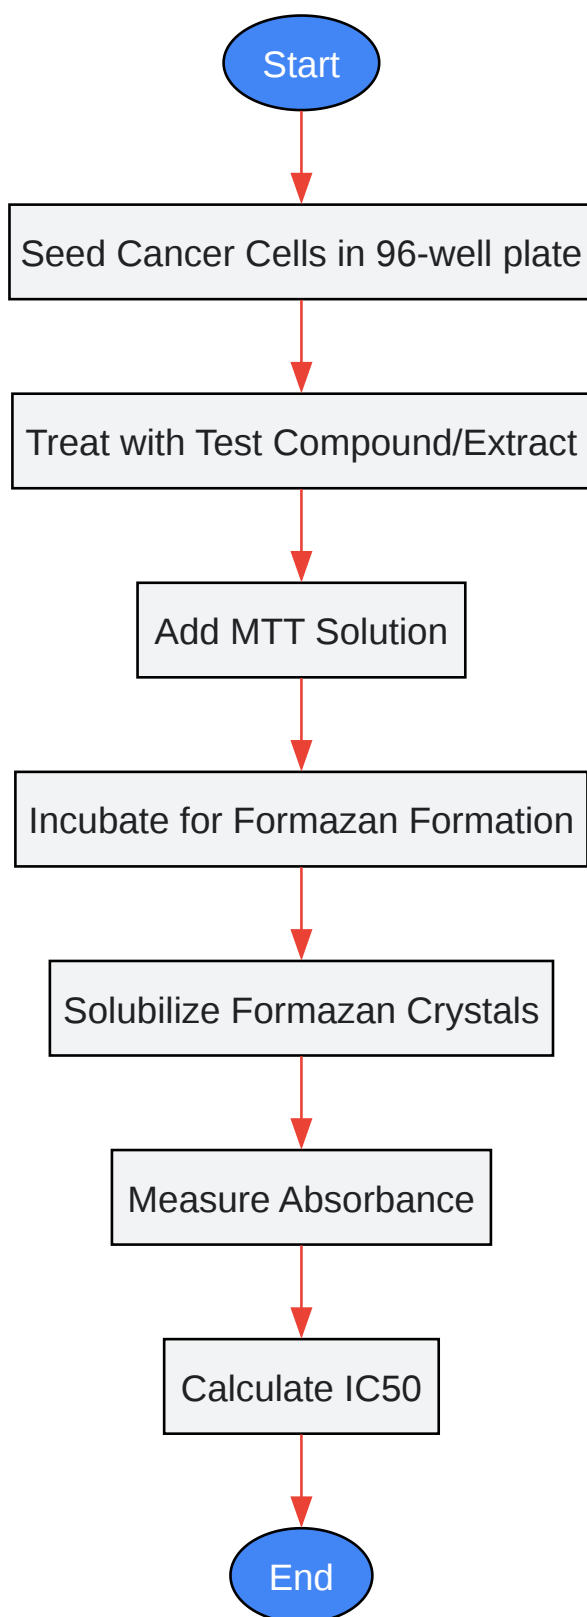 Start
Seed Cancer Cells in 96-well plate
Treat with Test Compound/Extract
Add MTT Solution
Incubate for Formazan Formation
Solubilize Formazan Crystals
Measure Absorbance
Calculate IC50
End